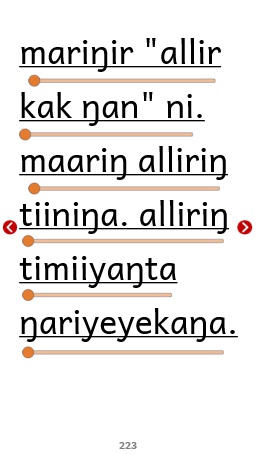 mariŋir "allir
kak ŋan" ni.
maariŋ alliriŋ
tiiniŋa. alliriŋ
timiiyaŋta
ŋariyeyekaŋa.
223